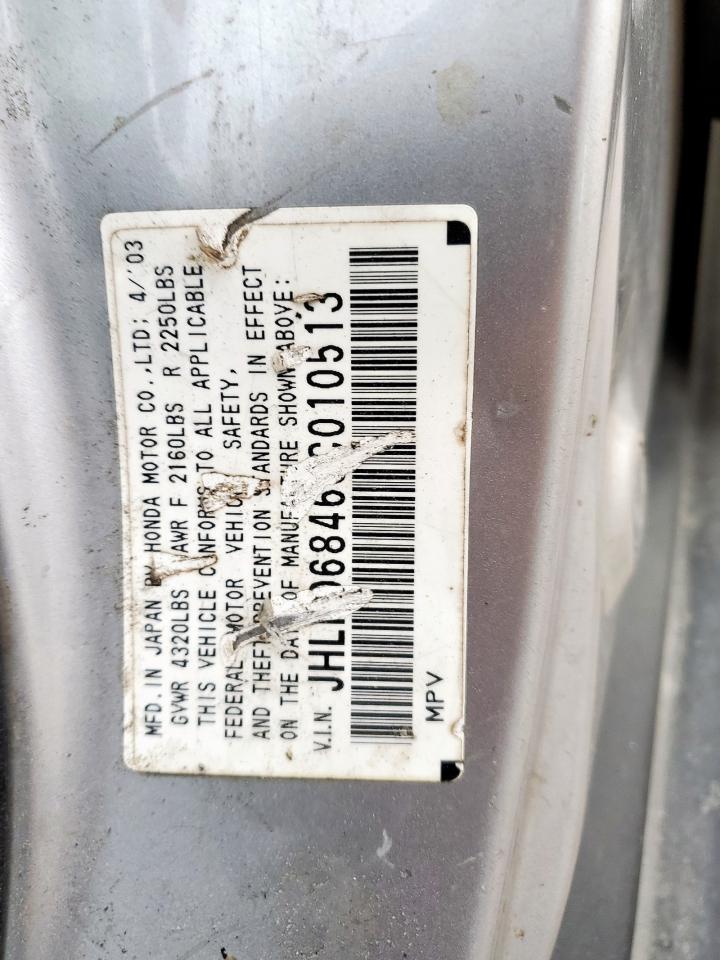 MFD. IN JAPAN BY HONDA MOTOR CO.,LTD; 4/'03
GVWR 4320LBS GAWR F 2160LBS R 2250LBS
THIS VEHICLE CONFORMS TO ALL APPLICABLE
FEDERAL MOTOR VEHICLE SAFETY,
AND THEFT PREVENTION STANDARDS IN EFFECT
ON THE DATE OF MANUFACTURE SHOWN ABOVE:
V.I.N.
MPV